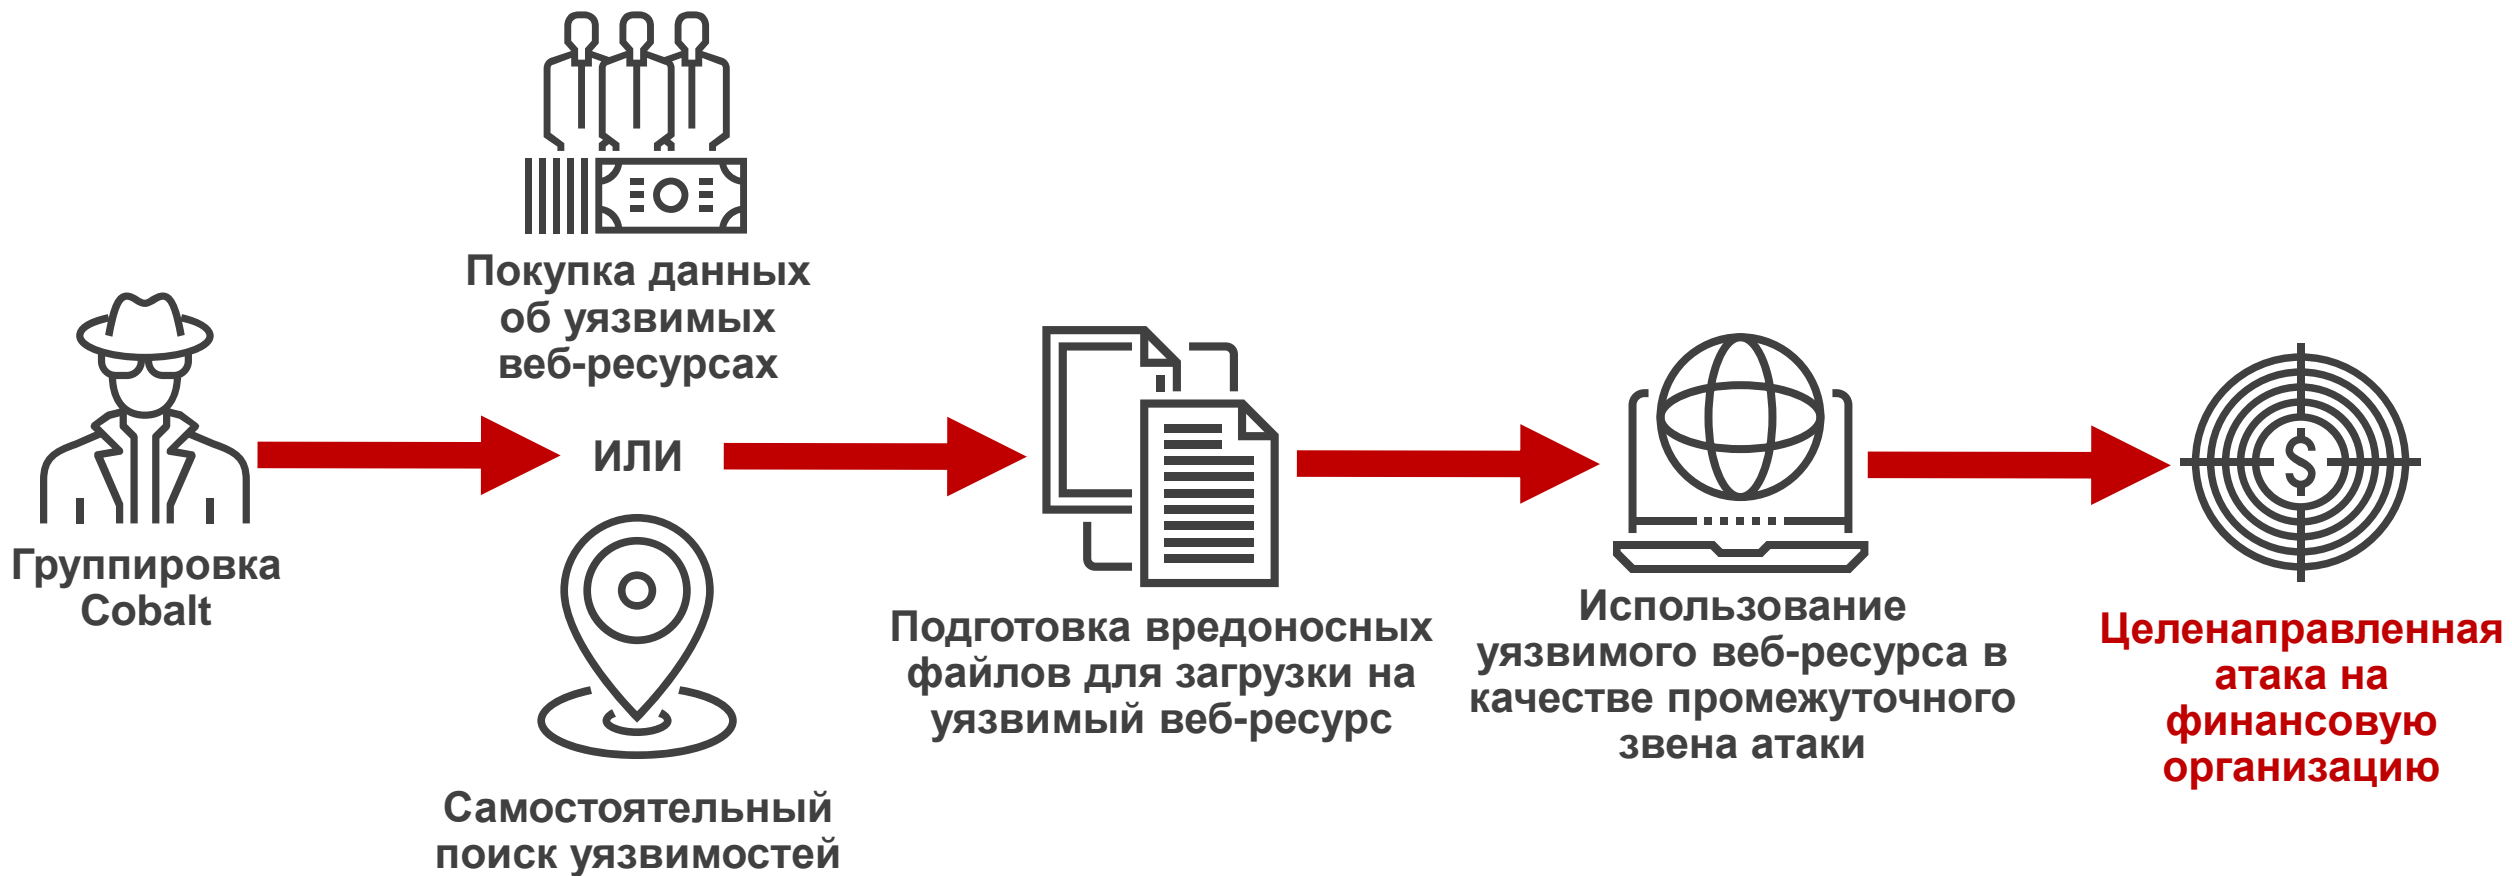 Группировка
Cobalt
Покупка данных
об уязвимых
веб-ресурсах
ИЛИ
Самостоятельный
поиск уязвимостей
Подготовка вредоносных
файлов для загрузки на
уязвимый веб-ресурс
Использование
уязвимого веб-ресурса в
качестве промежуточного
звена атаки
$
Целенаправленная
атака на
финансовую
организацию